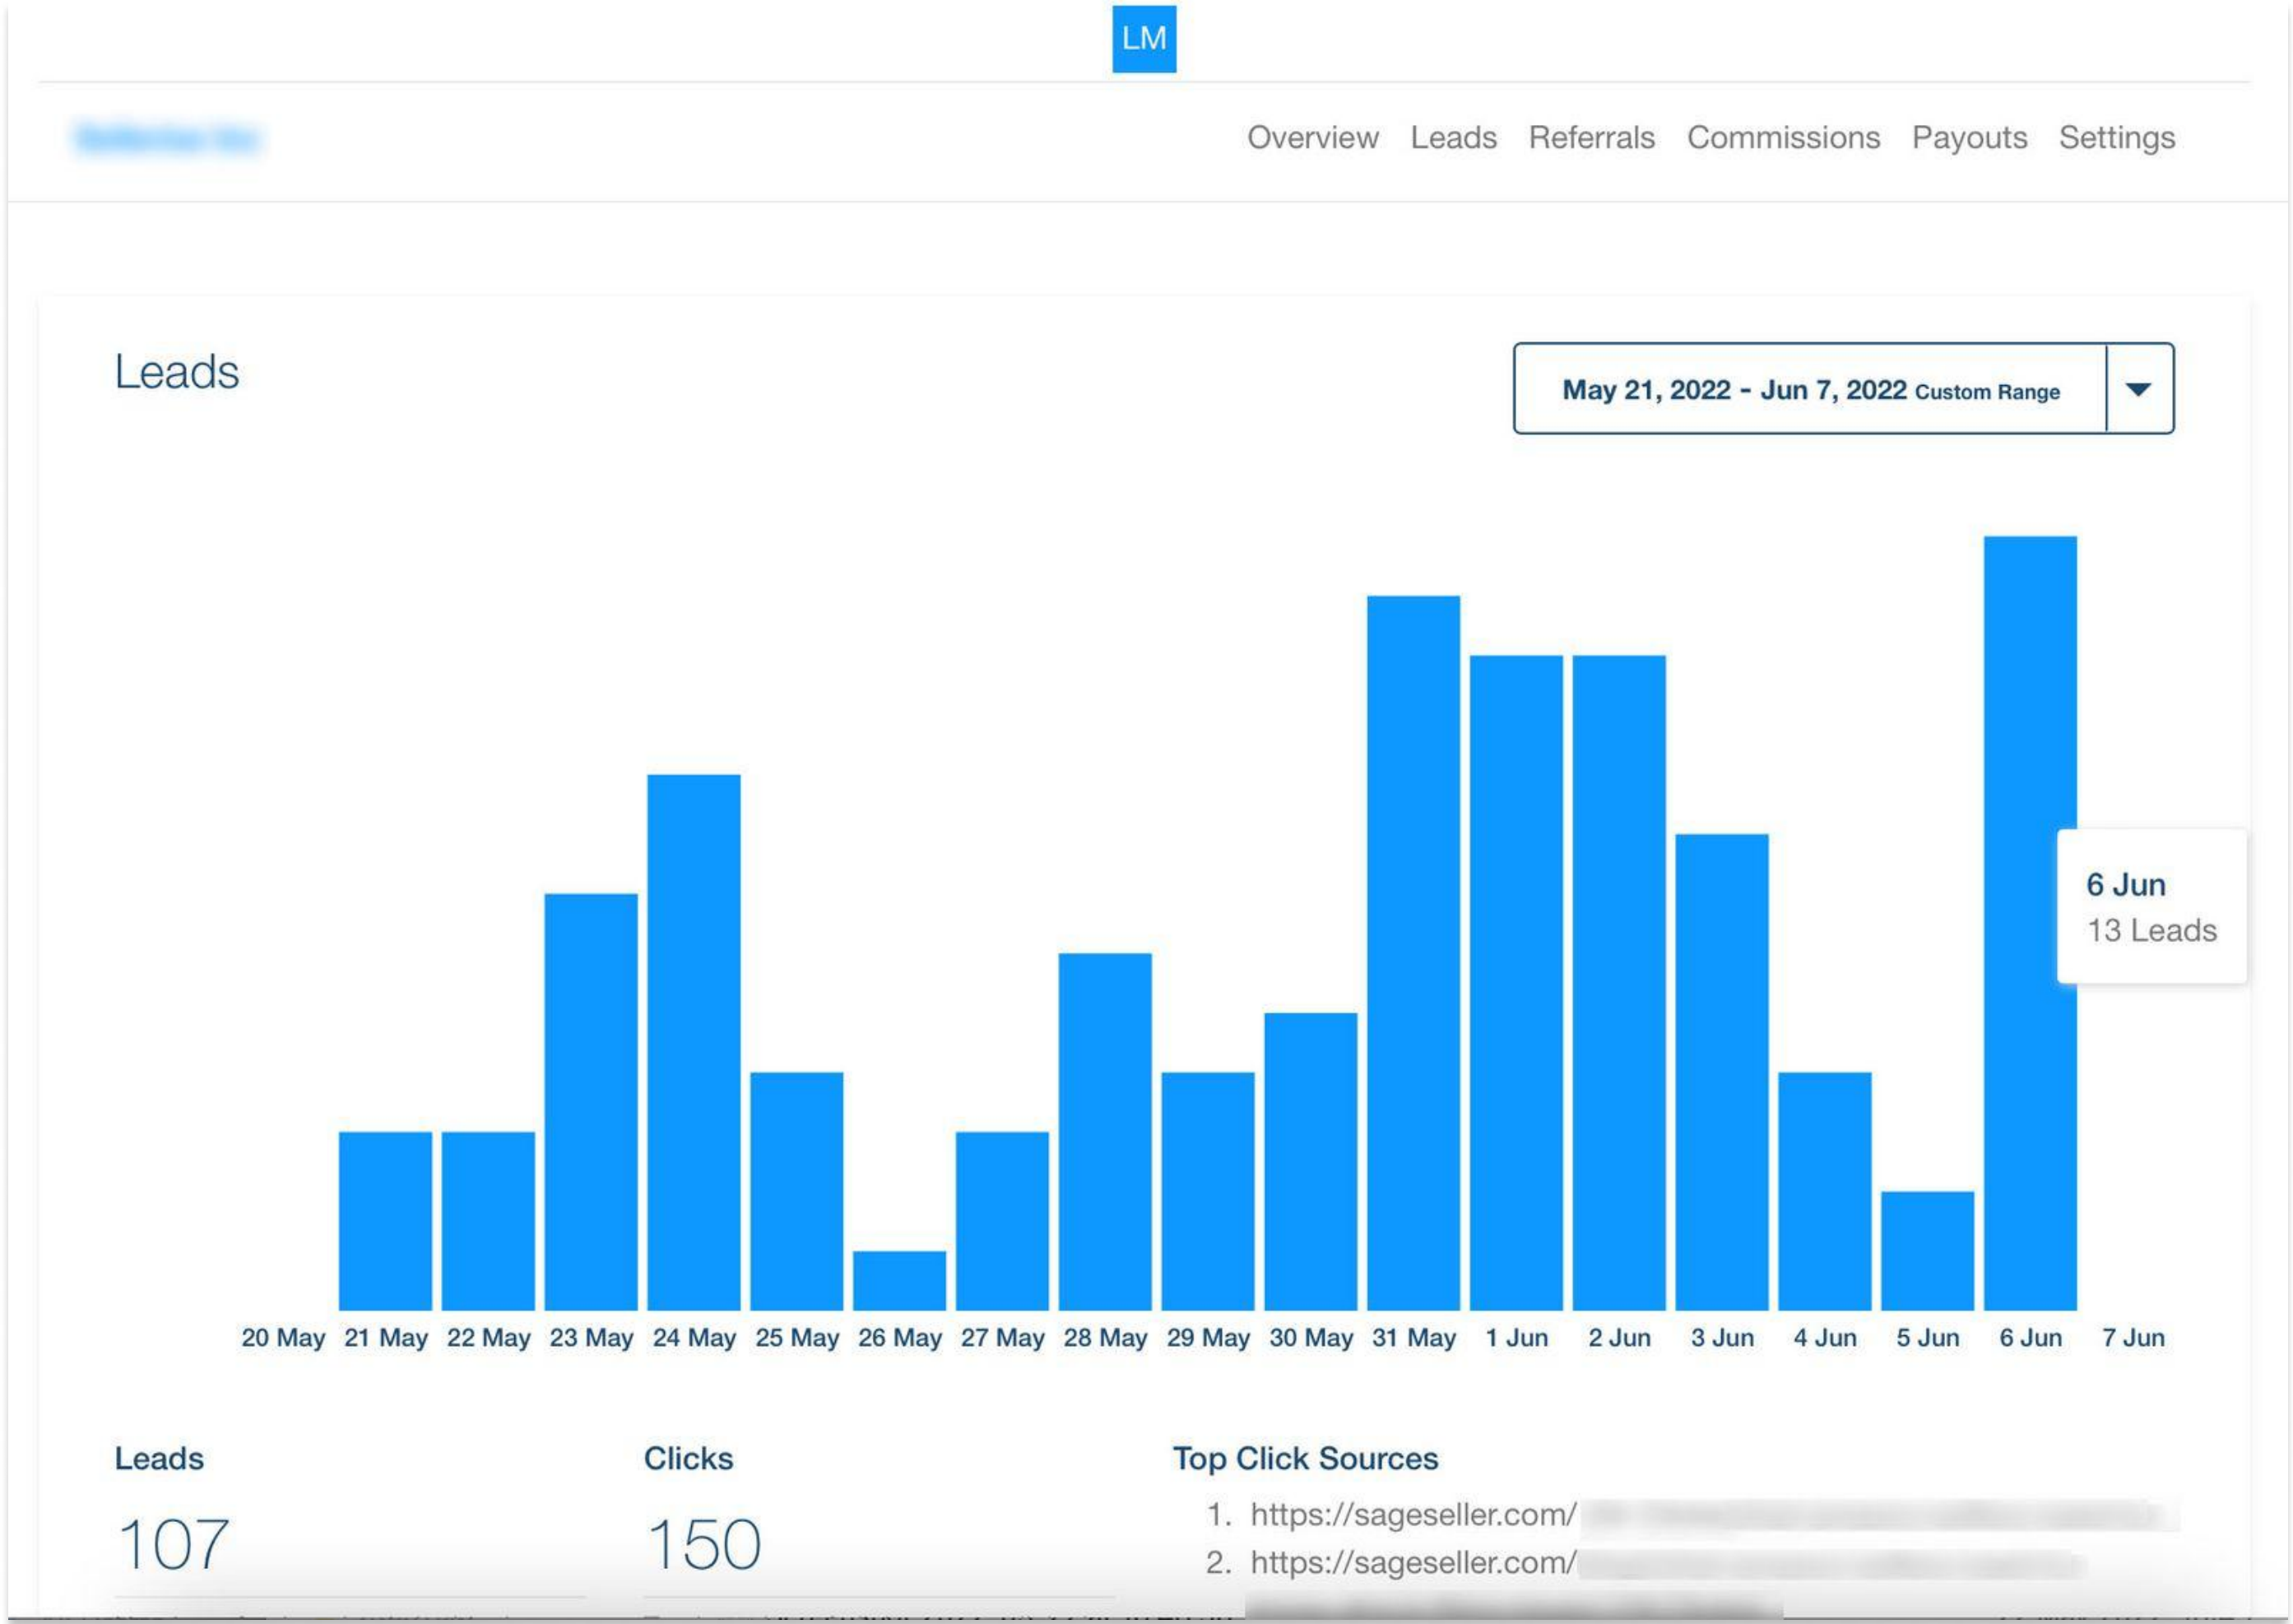 LM
Overview Leads Referrals Commissions Payouts Settings
Leads
May 21, 2022 - Jun 7, 2022 Custom Range
6 Jun
13 Leads
20 May 21 May 22 May 23 May 24 May 25 May 26 May 27 May 28 May 29 May 30 May 31 May 1 Jun 2 Jun 3 Jun 4 Jun 5 Jun 6 Jun 7 Jun
Leads
107
Clicks
150
Top Click Sources
1. https://sageseller.com/
2. https://sageseller.com/